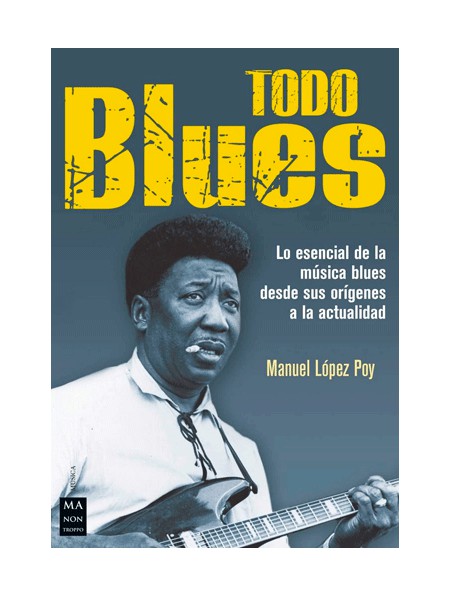 TODO
Blues
Lo esencial de la
música blues
desde sus orígenes
a la actualidad
Manuel López Poy
MÚSICA
MA
NON
TROPPO